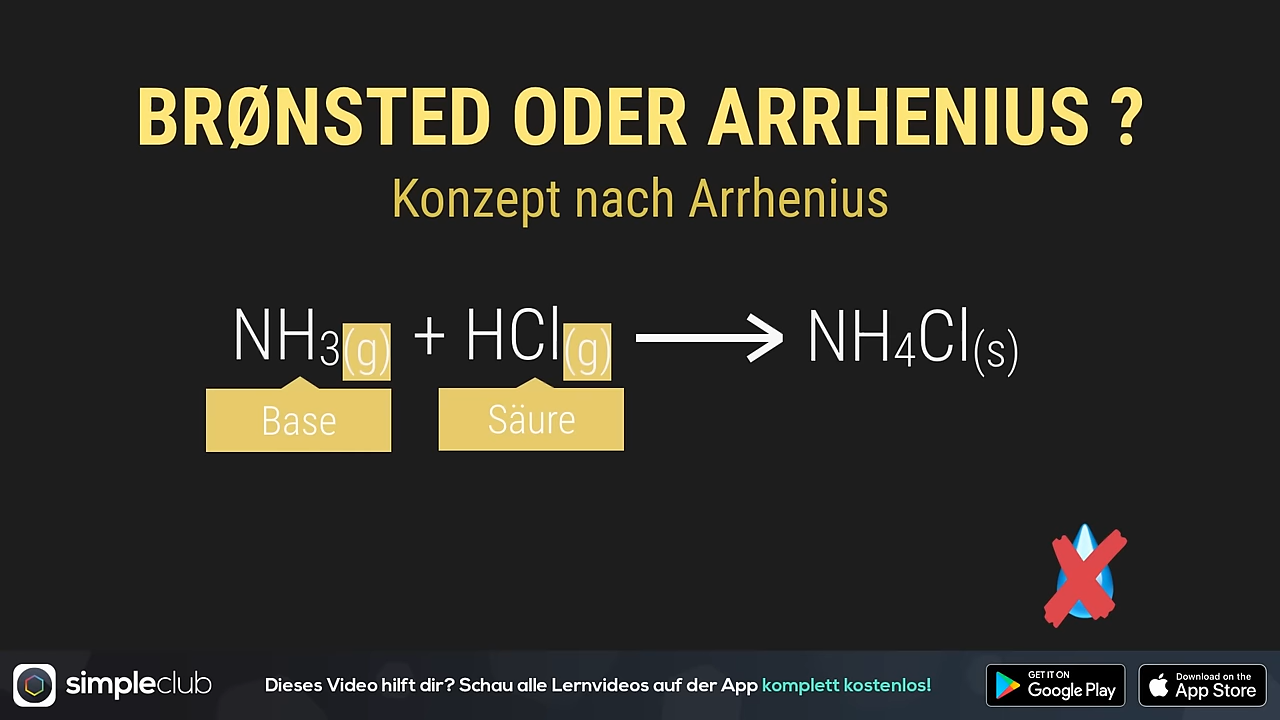 BRØNSTED ODER ARRHENIUS ?
Konzept nach Arrhenius
NH3(g) + HCl(g) ⟶ NH4Cl(s)
Base Säure
simpleclub Dieses Video hilft dir? Schau alle Lernvideos auf der App komplett kostenlos! GET IT ON Google Play Download on the App Store